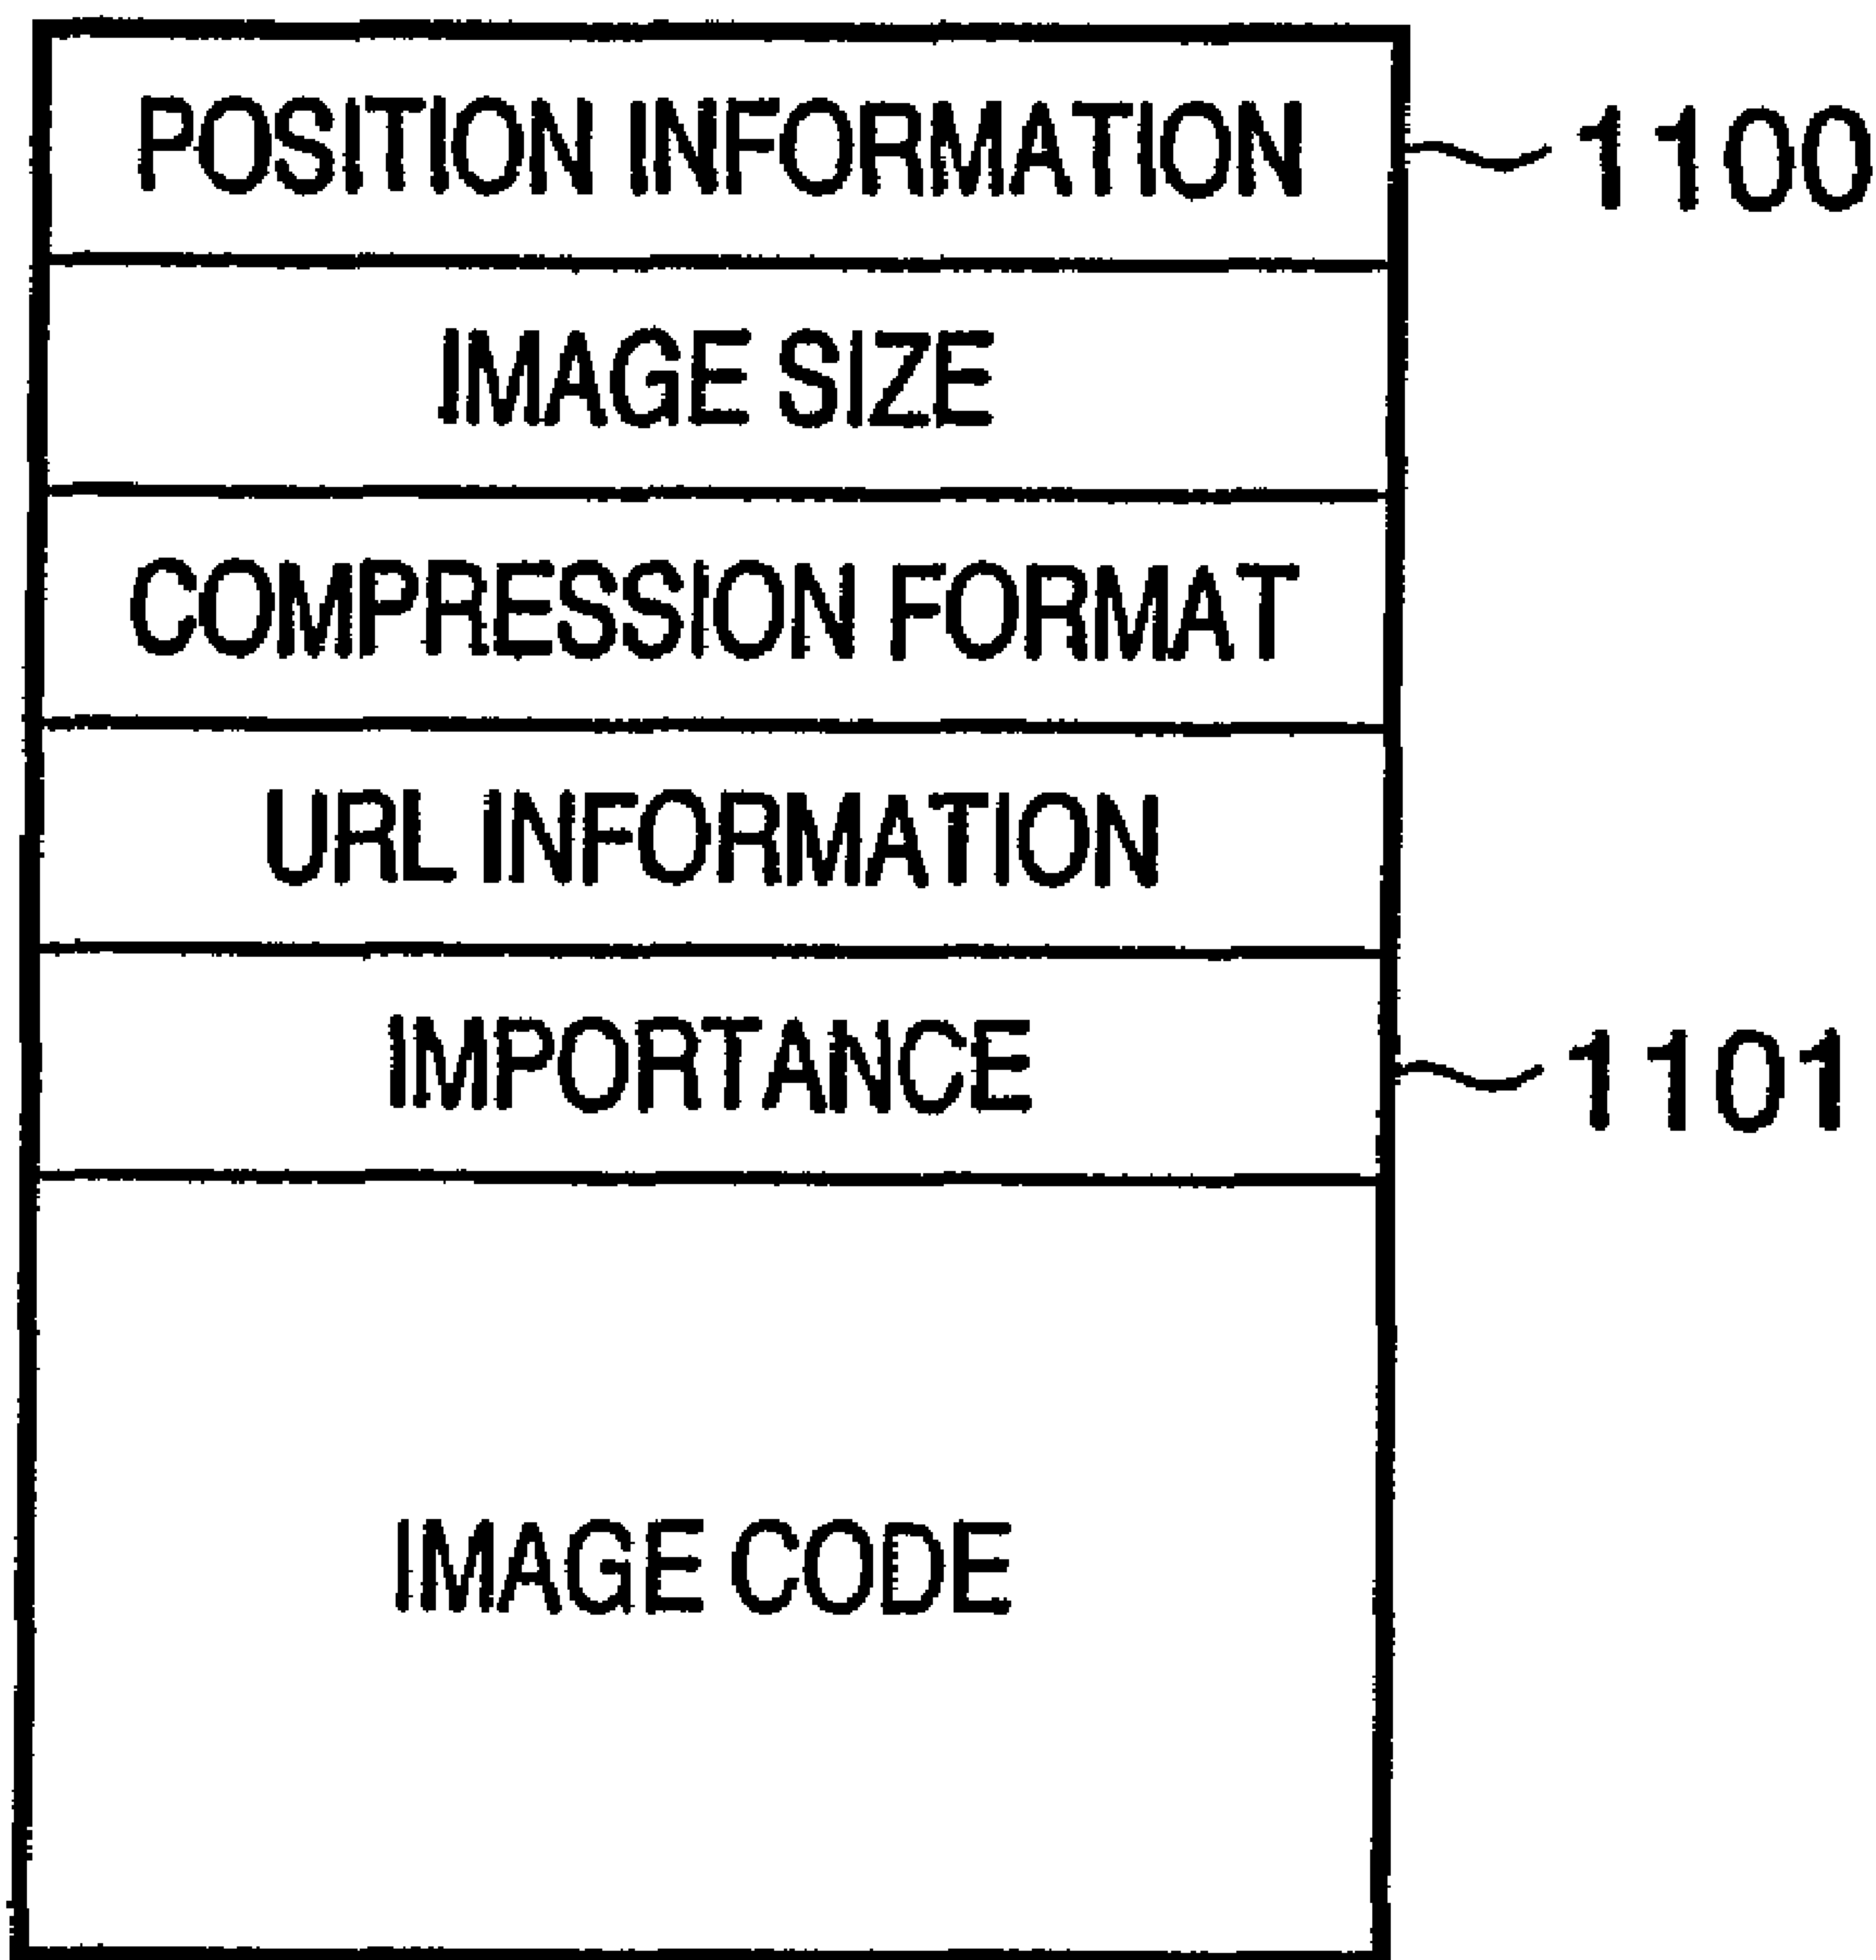 POSITION INFORMATION 1100
IMAGE SIZE
COMPRESSION FORMAT
URL INFORMATION
IMPORTANCE 1101
IMAGE CODE